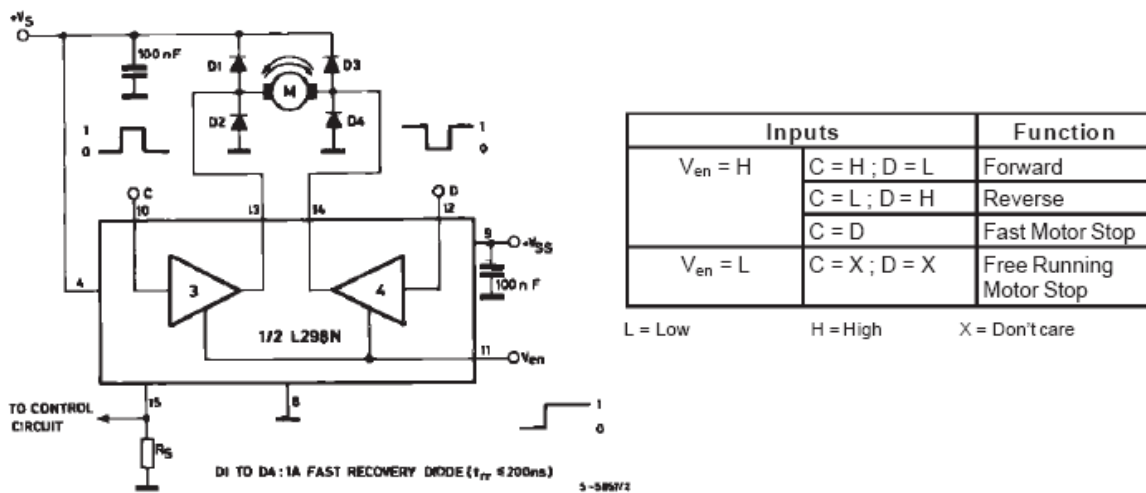 +VS
100 nF
D1
D3
M
D2
D4
1
0
1
0
C
D
10
13
14
12
9
+VSS
100 n F
4
3
4
1/2 L298N
11
Ven
15
8
TO CONTROL
CIRCUIT
RS
1
0
D1 TO D4 : 1A FAST RECOVERY DIODE (trr ≤ 200ns)
S-5857/2
Inputs Function
Ven = H C = H ; D = L Forward
C = L ; D = H Reverse
C = D Fast Motor Stop
Ven = L C = X ; D = X Free Running
Motor Stop
L = Low H = High X = Don't care